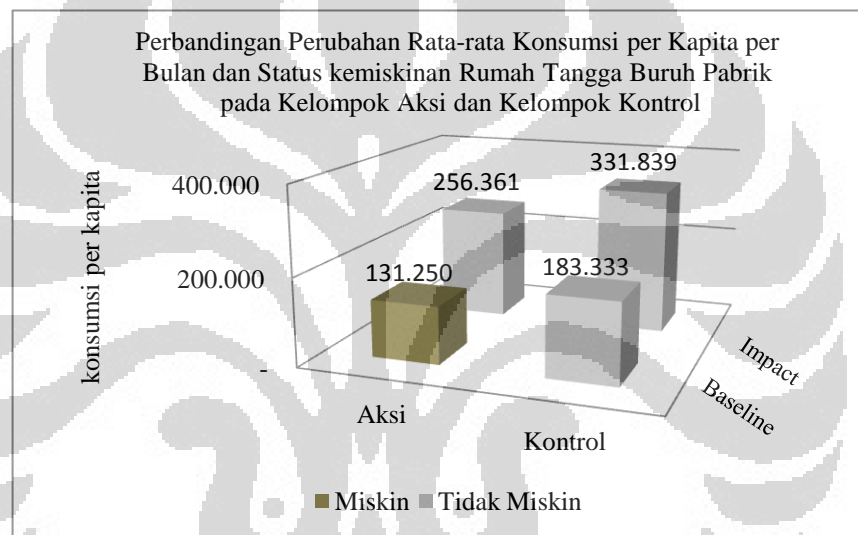 Perbandingan Perubahan Rata-rata Konsumsi per Kapita per
Bulan dan Status kemiskinan Rumah Tangga Buruh Pabrik
pada Kelompok Aksi dan Kelompok Kontrol
konsumsi per kapita
400.000
200.000
-
256.361
331.839
131.250
183.333
Impact
Baseline
Aksi
Kontrol
Miskin
Tidak Miskin